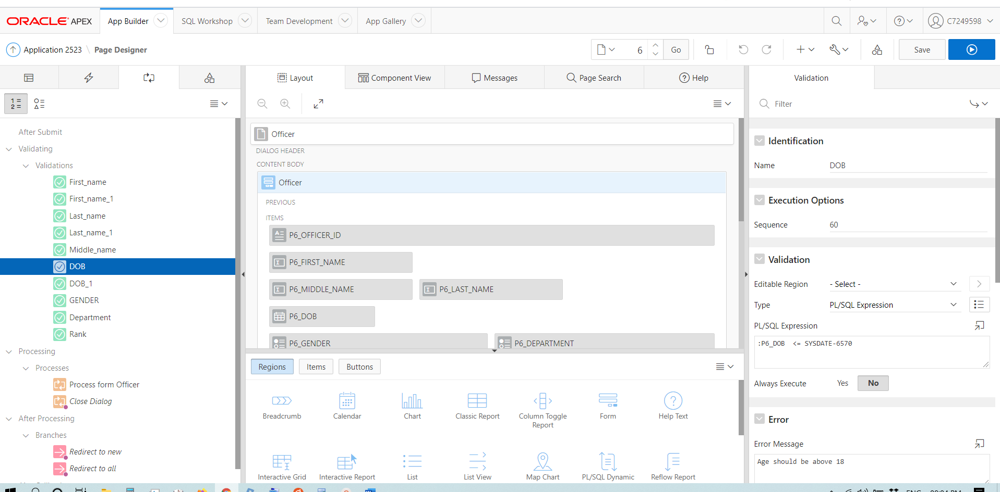 ORACLE APEX App Builder SQL Workshop Team Development App Gallery C7249598
Application 2523 \ Page Designer 6 Go Save
Layout Component View Messages Page Search Help Validation
1 =
2 =
Filter
After Submit
Validating
Validations
First_name
First_name_1
Last_name
Last_name_1
Middle_name
DOB
DOB_1
GENDER
Department
Rank
Processing
Processes
Process form Officer
Close Dialog
After Processing
Branches
Redirect to new
Redirect to all
Officer
DIALOG HEADER
CONTENT BODY
Officer
PREVIOUS
ITEMS
P6_OFFICER_ID
P6_FIRST_NAME
P6_MIDDLE_NAME P6_LAST_NAME
P6_DOB
P6_GENDER P6_DEPARTMENT
Regions Items Buttons
Breadcrumb Calendar Chart Classic Report Column Toggle Report Form Help Text
Interactive Grid Interactive Report List List View Map Chart PL/SQL Dynamic Reflow Report
Identification
Name DOB
Execution Options
Sequence 60
Validation
Editable Region - Select -
Type PL/SQL Expression
PL/SQL Expression
:P6_DOB <= SYSDATE-6570
Always Execute Yes No
Error
Error Message
Age should be above 18